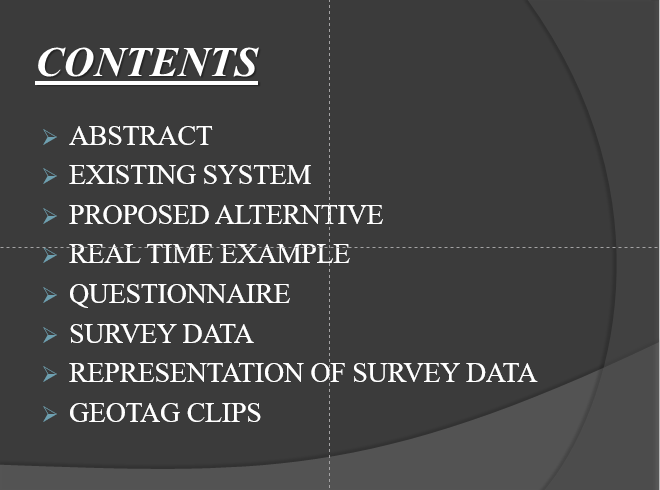 CONTENTS
ABSTRACT
EXISTING SYSTEM
PROPOSED ALTERNTIVE
REAL TIME EXAMPLE
QUESTIONNAIRE
SURVEY DATA
REPRESENTATION OF SURVEY DATA
GEOTAG CLIPS